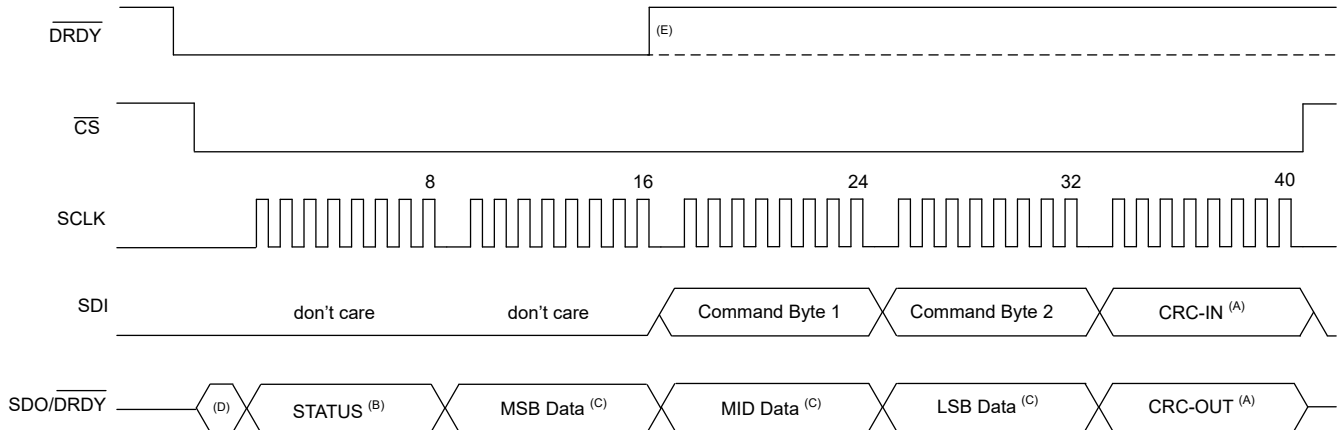 DRDY
(E)
CS
8 16 24 32 40
SCLK
SDI don't care don't care Command Byte 1 Command Byte 2 CRC-IN (A)
SDO/DRDY (D) STATUS (B) MSB Data (C) MID Data (C) LSB Data (C) CRC-OUT (A)